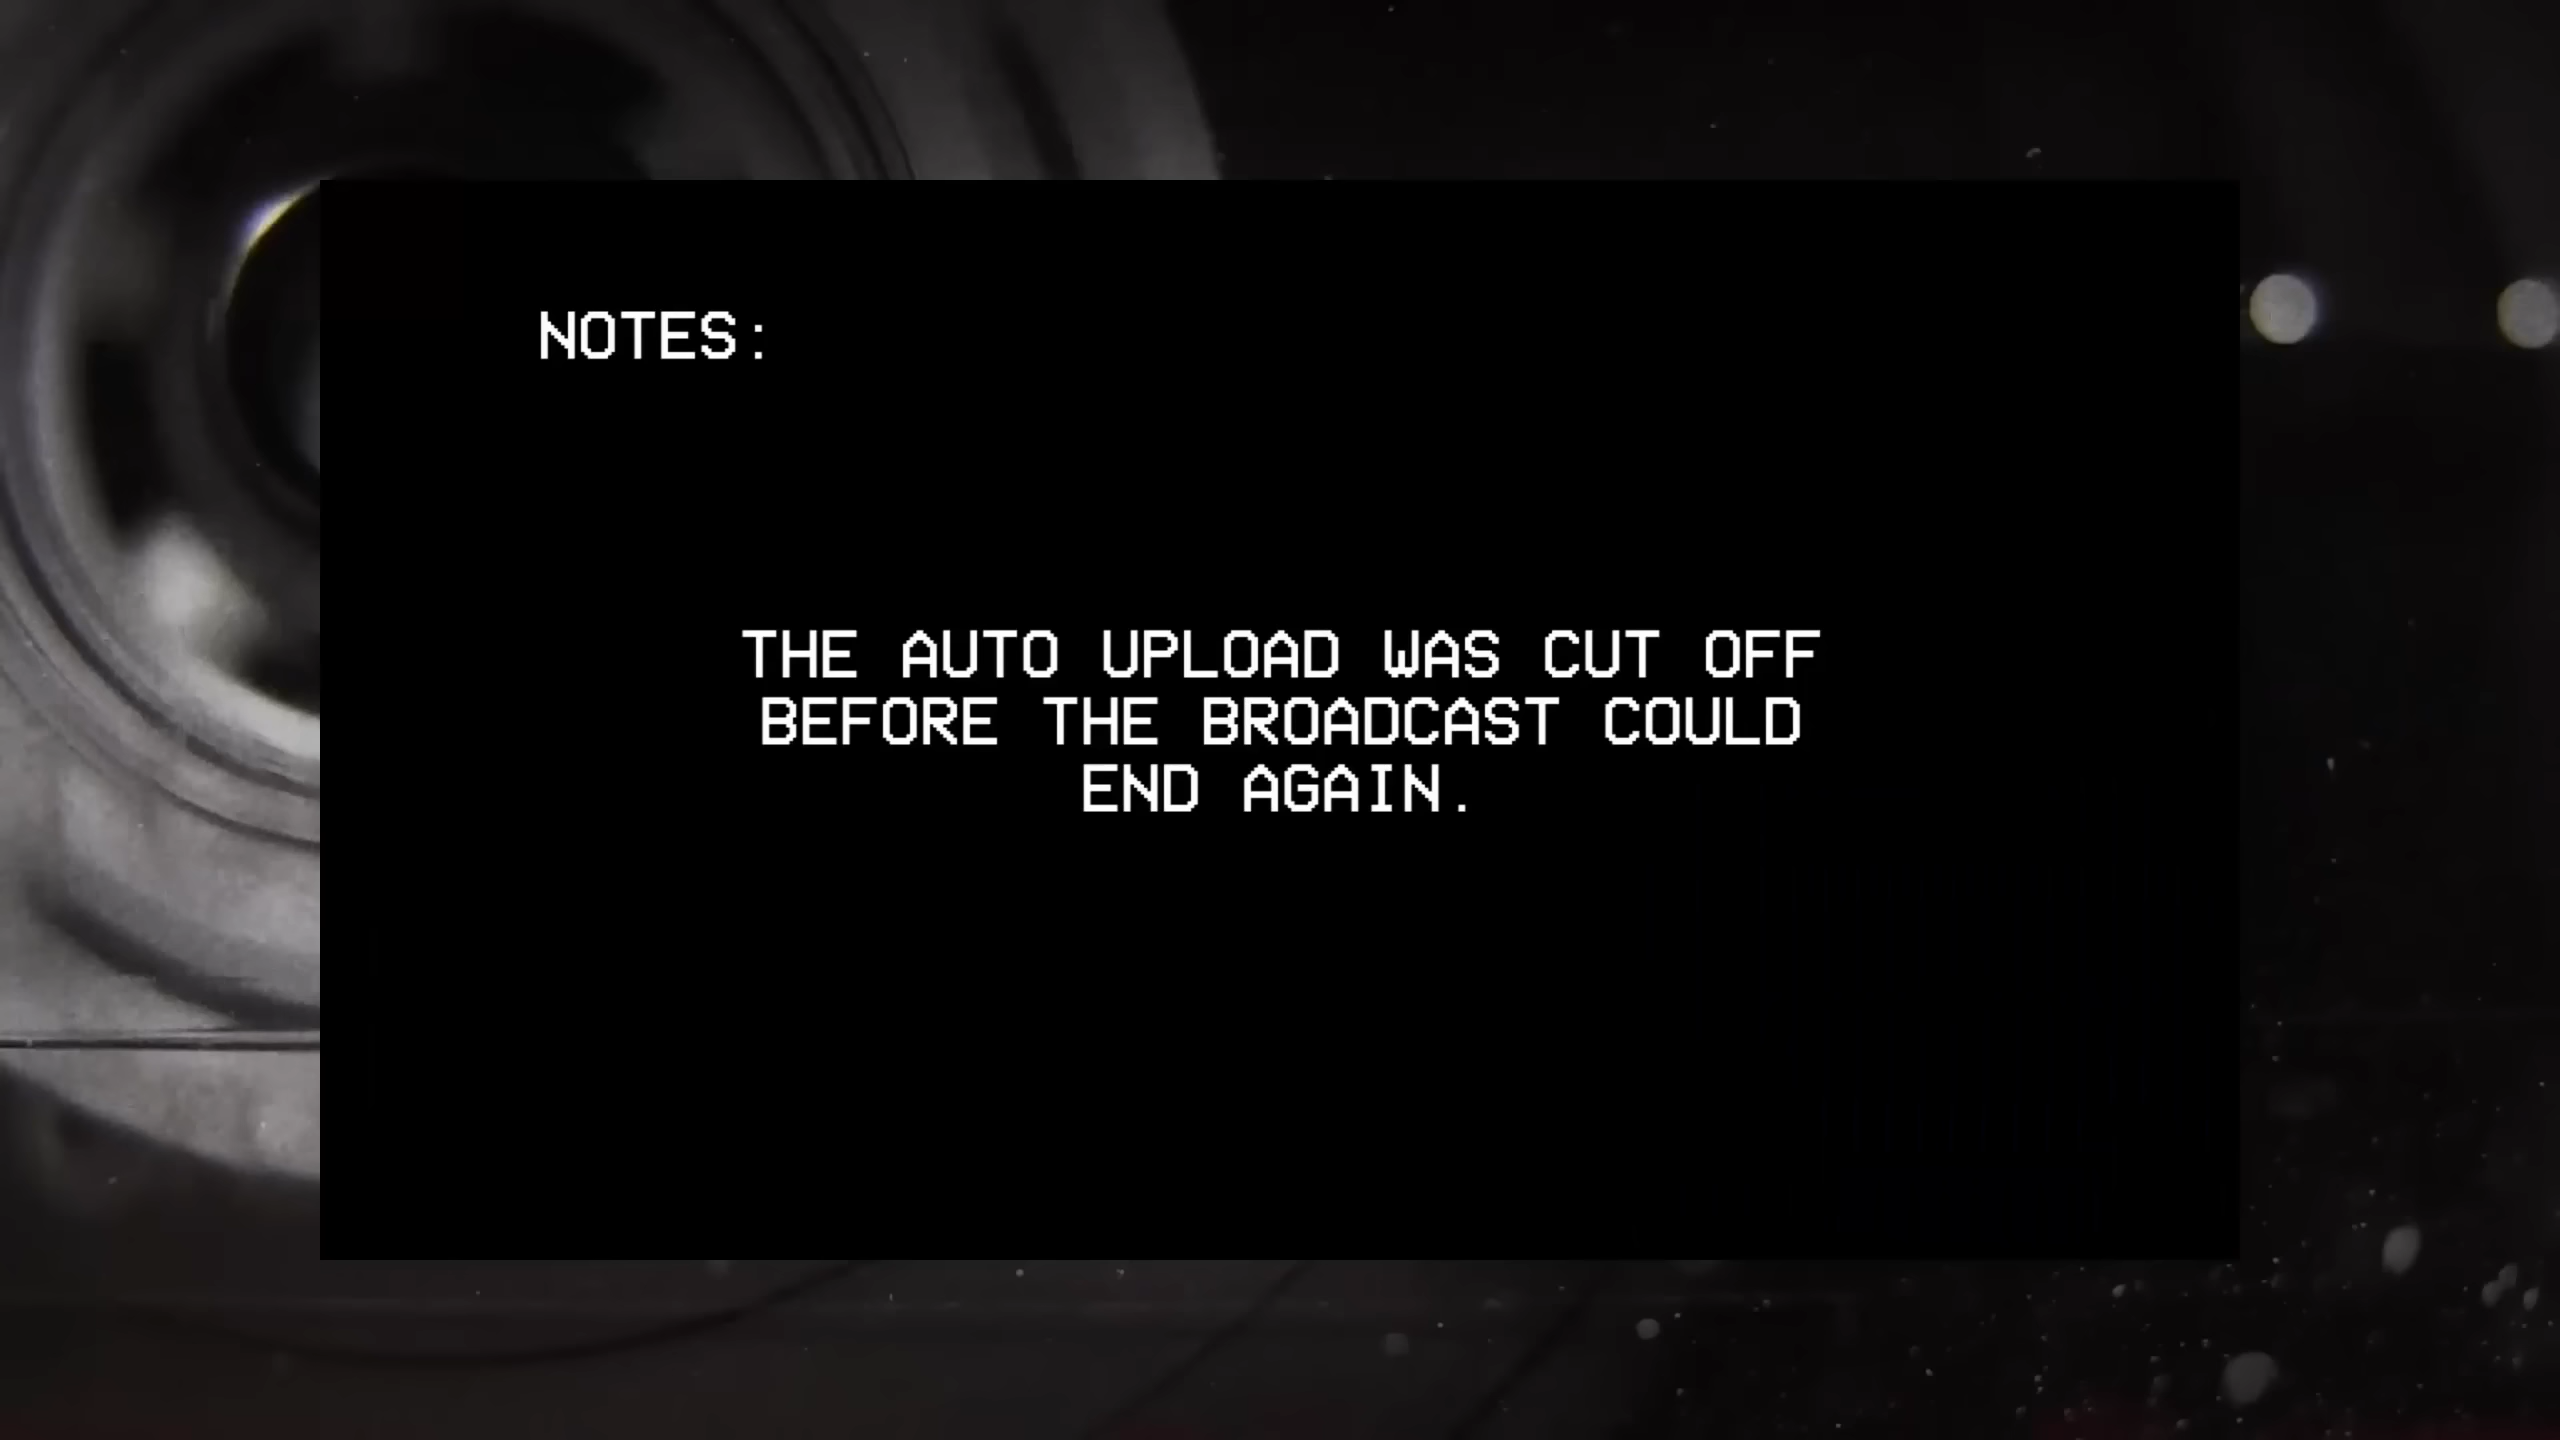 NOTES:
THE AUTO UPLOAD WAS CUT OFF
BEFORE THE BROADCAST COULD
END AGAIN.